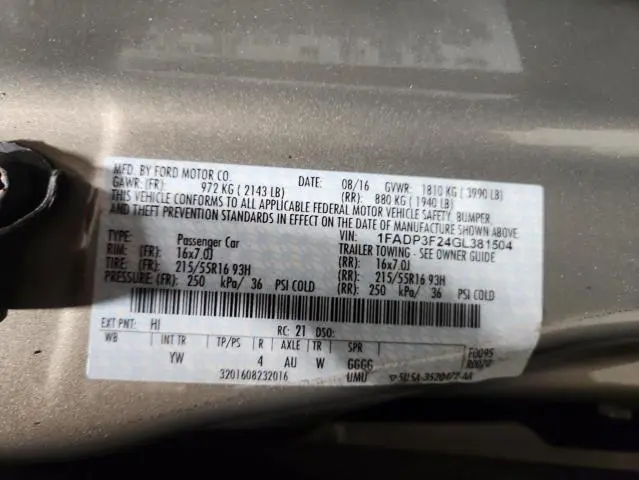 MFD. BY FORD MOTOR CO. DATE: 08/16 GVWR: 1810 KG ( 3990 LB)
GAWR: (FR): 972 KG ( 2143 LB) (RR): 880 KG ( 1940 LB)
THIS VEHICLE CONFORMS TO ALL APPLICABLE FEDERAL MOTOR VEHICLE SAFETY, BUMPER,
AND THEFT PREVENTION STANDARDS IN EFFECT ON THE DATE OF MANUFACTURE SHOWN ABOVE
VIN: 1FADP3F24GL381504
TYPE: Passenger Car TRAILER TOWING - SEE OWNER GUIDE
RIM: (FR): 16x7.0J (RR): 16x7.0J
TIRE: (FR): 215/55R16 93H (RR): 215/55R16 93H
PRESSURE: (FR): 250 kPa/ 36 PSI COLD (RR): 250 kPa/ 36 PSI COLD
EXT PNT: HI RC: 21 DSO:
WB INT TR TP/PS R AXLE TR SPR F0095
YW 4 AU W GGGG
3201608232016 UMU